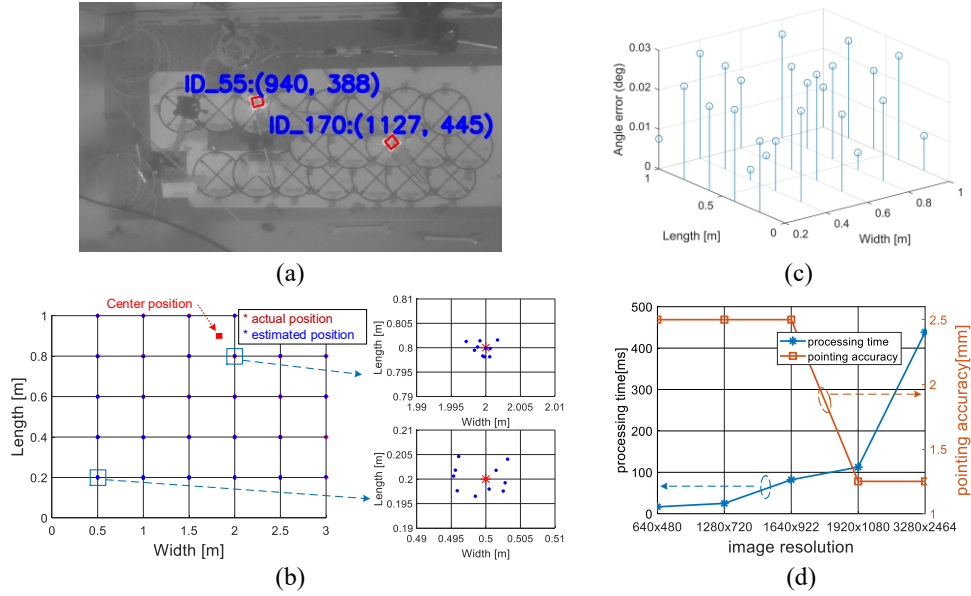 ID_55:(940, 388)
ID_170:(1127, 445)
(a)
0.03
0.02
0.01
0
Angle error (deg)
1
0.5
0
Length [m]
0.2
0.4
0.6
0.8
1
Width [m]
(c)
Center position
* actual position
* estimated position
1
0.8
0.6
0.4
0.2
0
Length [m]
0.5
1
1.5
2
2.5
3
Width [m]
0.81
0.805
0.8
0.795
0.79
Length [m]
1.99
1.995
2
2.005
2.01
Width [m]
0.21
0.205
0.2
0.195
0.19
Length [m]
0.49
0.495
0.5
0.505
0.51
Width [m]
(b)
500
400
300
200
100
0
processing time[ms]
processing time
pointing accuracy
2.5
2
1.5
1
pointing accuracy[mm]
640x480
1280x720
1640x922
1920x1080
3280x2464
image resolution
(d)